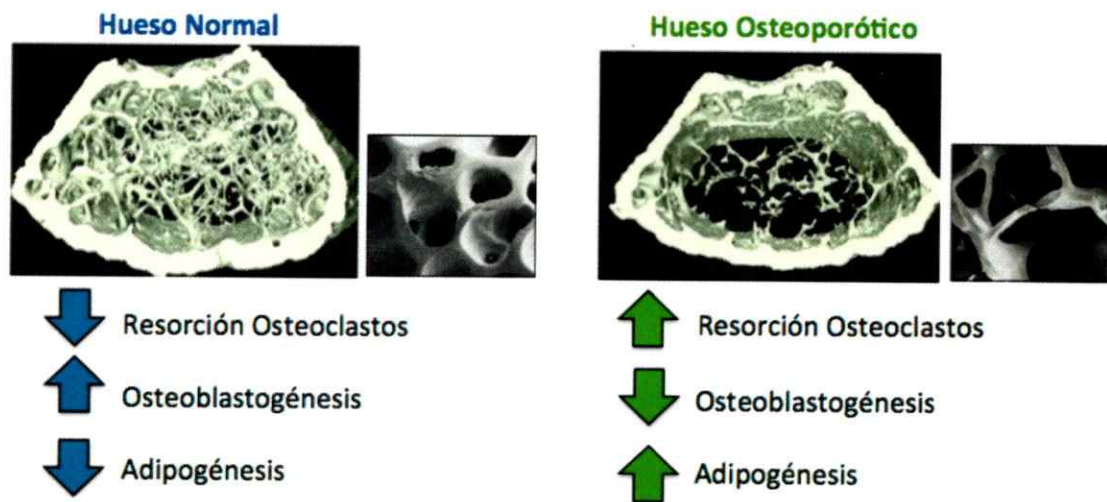 Hueso Normal
Resorción Osteoclastos
Osteoblastogénesis
Adipogénesis
Hueso Osteoporótico
Resorción Osteoclastos
Osteoblastogénesis
Adipogénesis